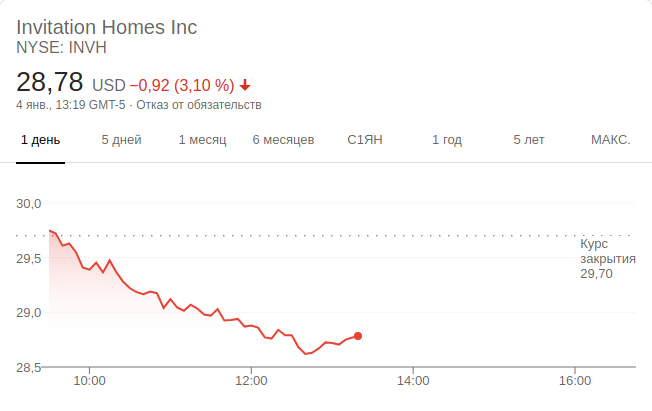 Invitation Homes Inc
NYSE: INVH
28,78 USD −0,92 (3,10 %)
4 янв., 13:19 GMT-5 · Отказ от обязательств
1 день 5 дней 1 месяц 6 месяцев С1ЯН 1 год 5 лет МАКС.
30,0
Курс
закрытия
29,70
29,5
29,0
28,5
10:00 12:00 14:00 16:00